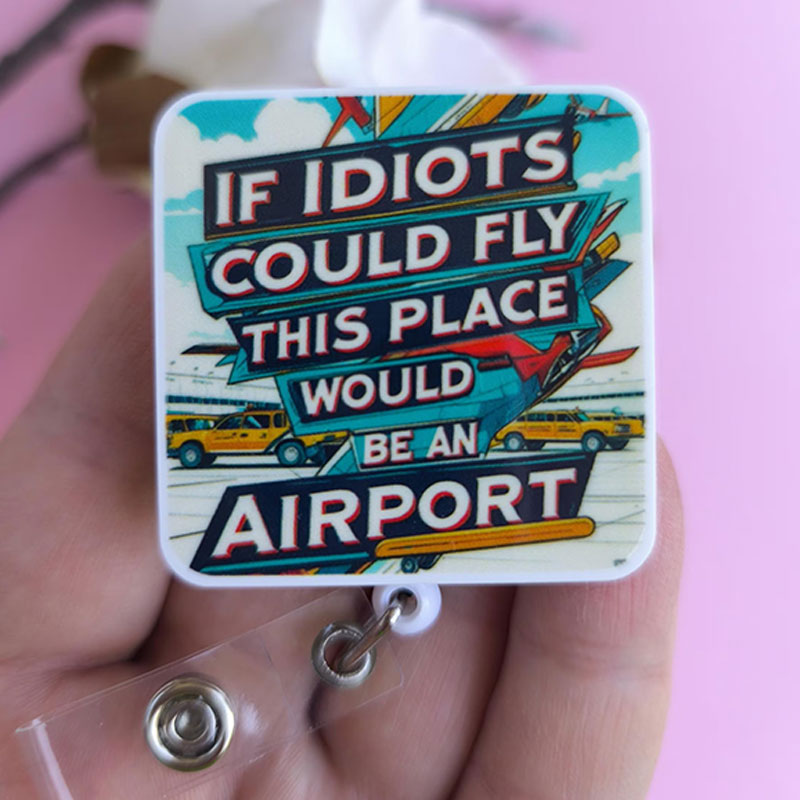 IF IDIOTS
COULD FLY
THIS PLACE
WOULD
BE AN
AIRPORT